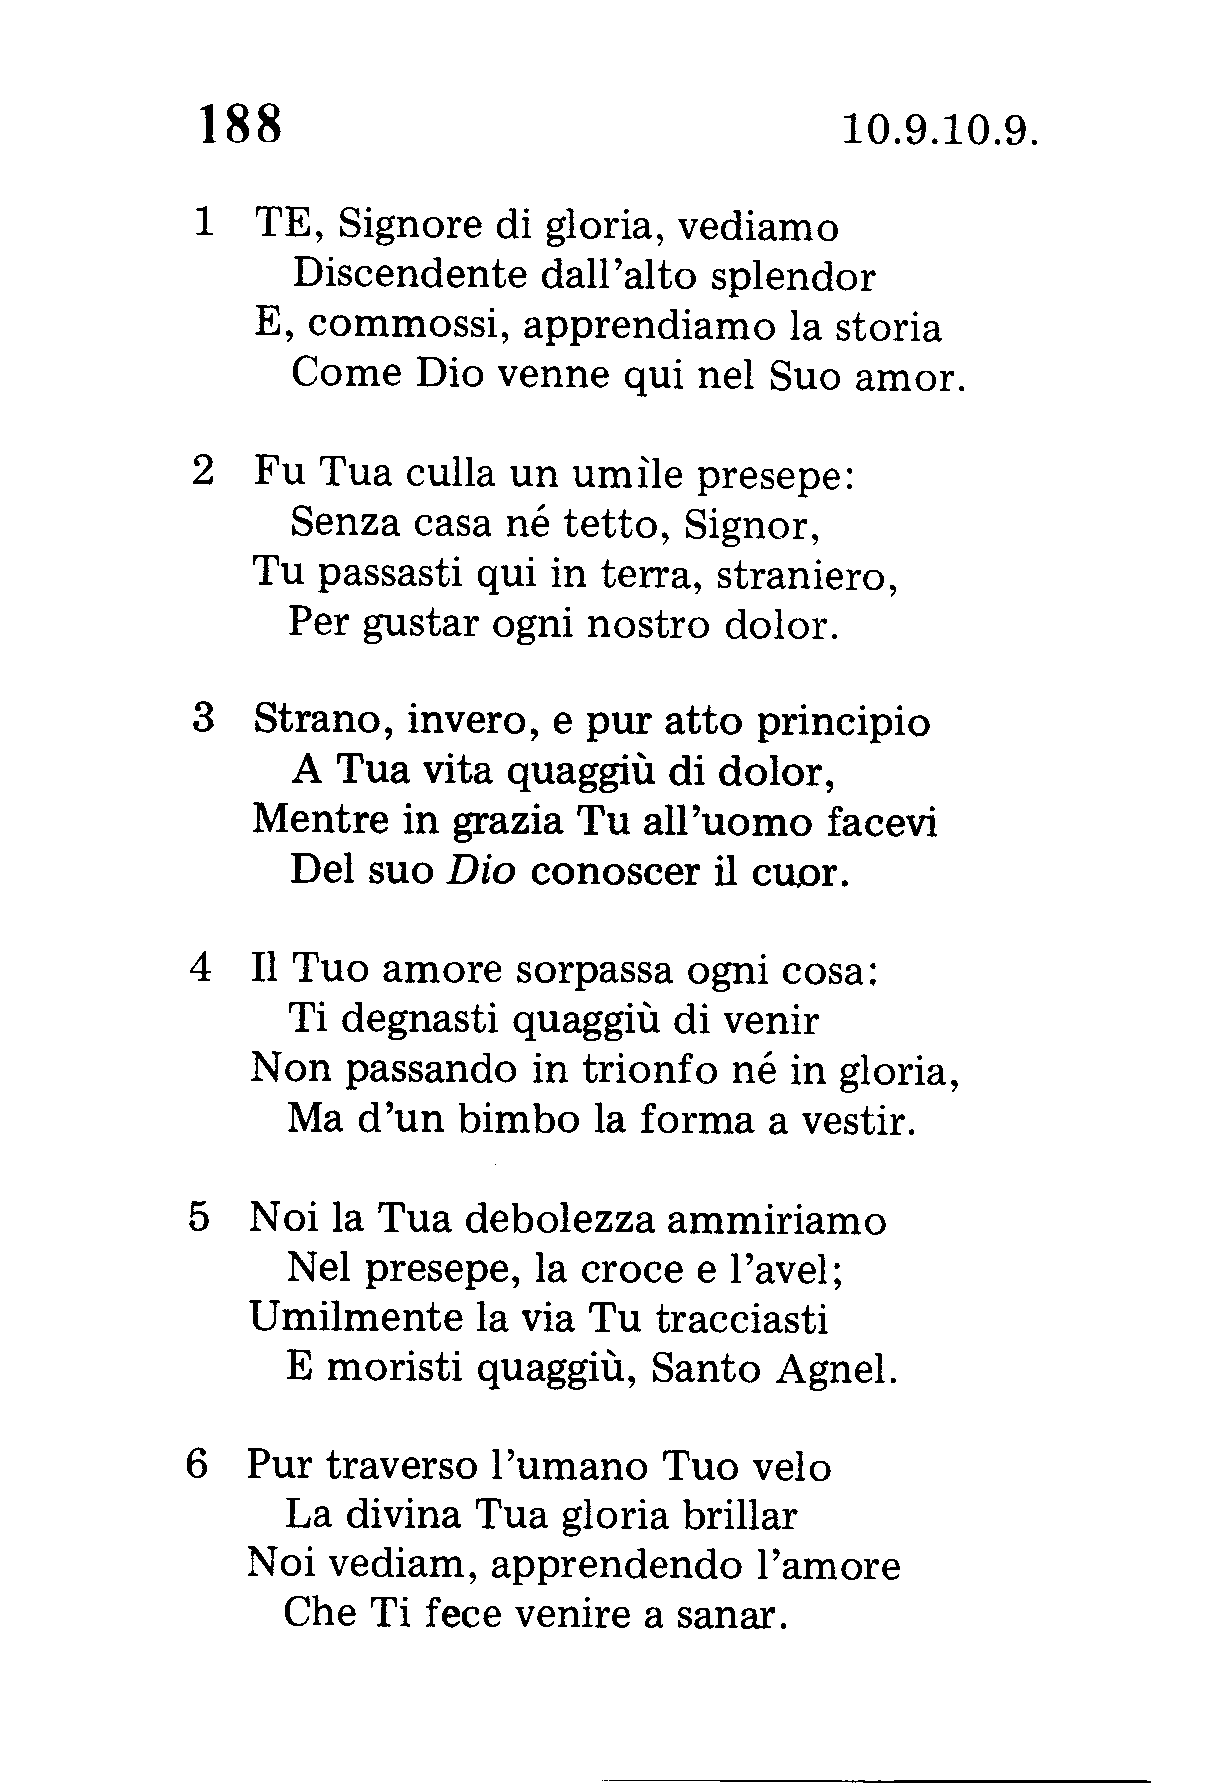 188 10.9.10.9.
1 TE, Signore di gloria, vediamo
Discendente dall'alto splendor
E, commossi, apprendiamo la storia
Come Dio venne qui nel Suo amor.
2 Fu Tua culla un umìle presepe:
Senza casa né tetto, Signor,
Tu passasti qui in terra, straniero,
Per gustar ogni nostro dolor.
3 Strano, invero, e pur atto principio
A Tua vita quaggiù di dolor,
Mentre in grazia Tu all'uomo facevi
Del suo Dio conoscer il cuor.
4 Il Tuo amore sorpassa ogni cosa:
Ti degnasti quaggiù di venir
Non passando in trionfo né in gloria,
Ma d'un bimbo la forma a vestir.
5 Noi la Tua debolezza ammiriamo
Nel presepe, la croce e l'avel;
Umilmente la via Tu tracciasti
E moristi quaggiù, Santo Agnel.
6 Pur traverso l'umano Tuo velo
La divina Tua gloria brillar
Noi vediam, apprendendo l'amore
Che Ti fece venire a sanar.